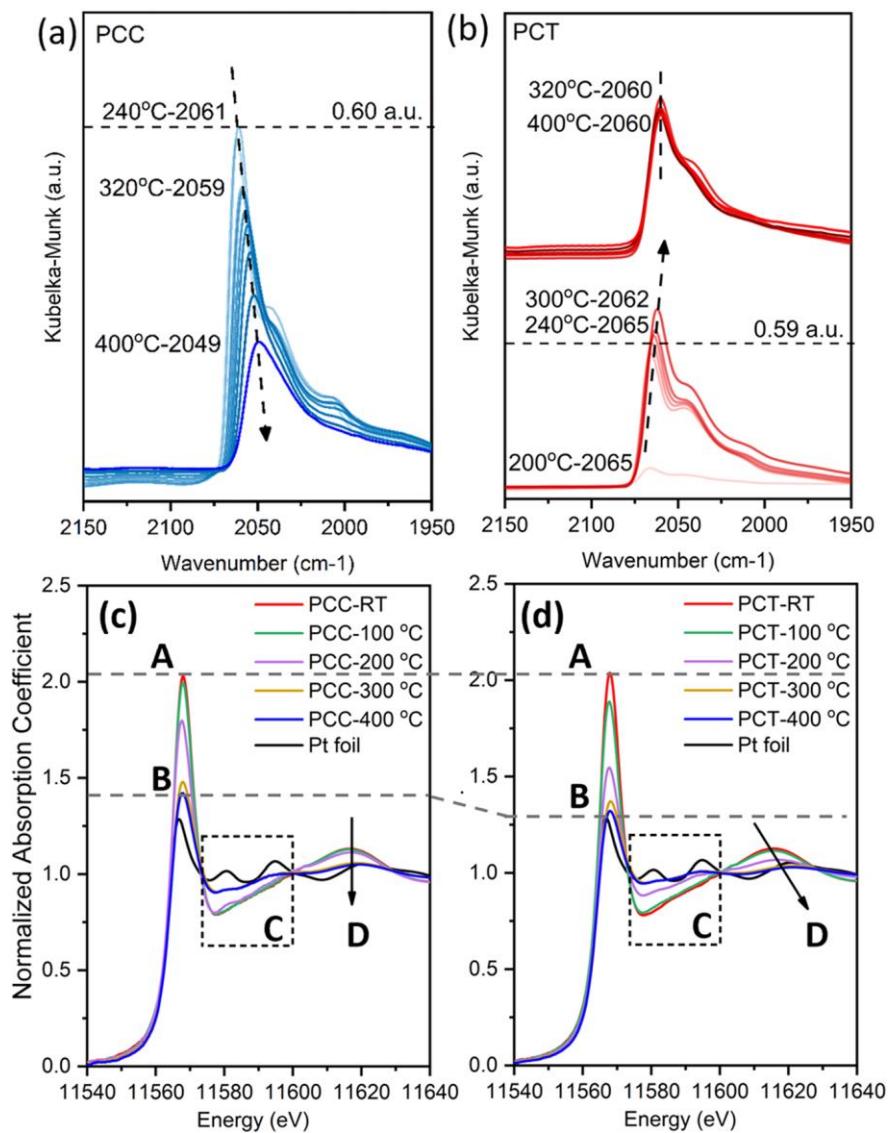 (a) PCC
240°C-2061
0.60 a.u.
320°C-2059
400°C-2049
Kubelka-Munk (a.u.)
2150 2100 2050 2000 1950
Wavenumber (cm-1)
(b) PCT
320°C-2060
400°C-2060
300°C-2062
240°C-2065
0.59 a.u.
200°C-2065
Kubelka-Munk (a.u.)
2150 2100 2050 2000 1950
Wavenumber (cm-1)
(c)
PCC-RT
PCC-100 °C
PCC-200 °C
PCC-300 °C
PCC-400 °C
Pt foil
A
B
C
D
Normalized Absorption Coefficient
2.5
2.0
1.5
1.0
0.5
0.0
11540 11560 11580 11600 11620 11640
Energy (eV)
(d)
PCT-RT
PCT-100 °C
PCT-200 °C
PCT-300 °C
PCT-400 °C
Pt foil
A
B
C
D
2.5
2.0
1.5
1.0
0.5
0.0
11540 11560 11580 11600 11620 11640
Energy (eV)